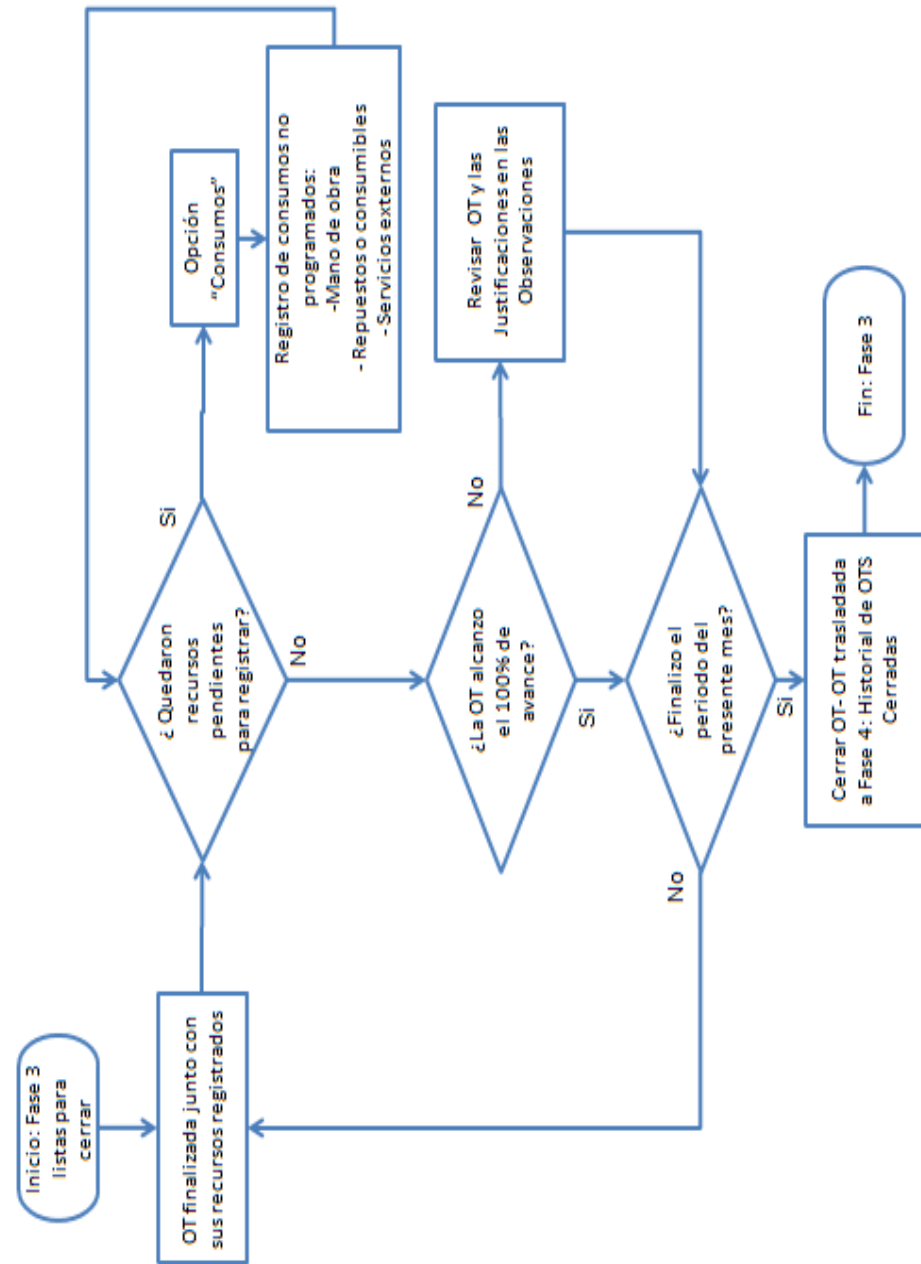 Inicio: Fase 3
listas para
cerrar
OT finalizada junto con
sus recursos registrados
¿Quedaron
recursos
pendientes
para registrar?
Si
No
Opción
“Consumos”
Registro de consumos no
programados:
-Mano de obra
- Repuestos o consumibles
- Servicios externos
¿La OT alcanzo
el 100% de
avance?
No
Si
Revisar OT y las
Justificaciones en las
Observaciones
¿Finalizo el
periodo del
presente mes?
No
Si
Cerrar OT- OT trasladada
a Fase 4: Historial de OTS
Cerradas
Fin: Fase 3